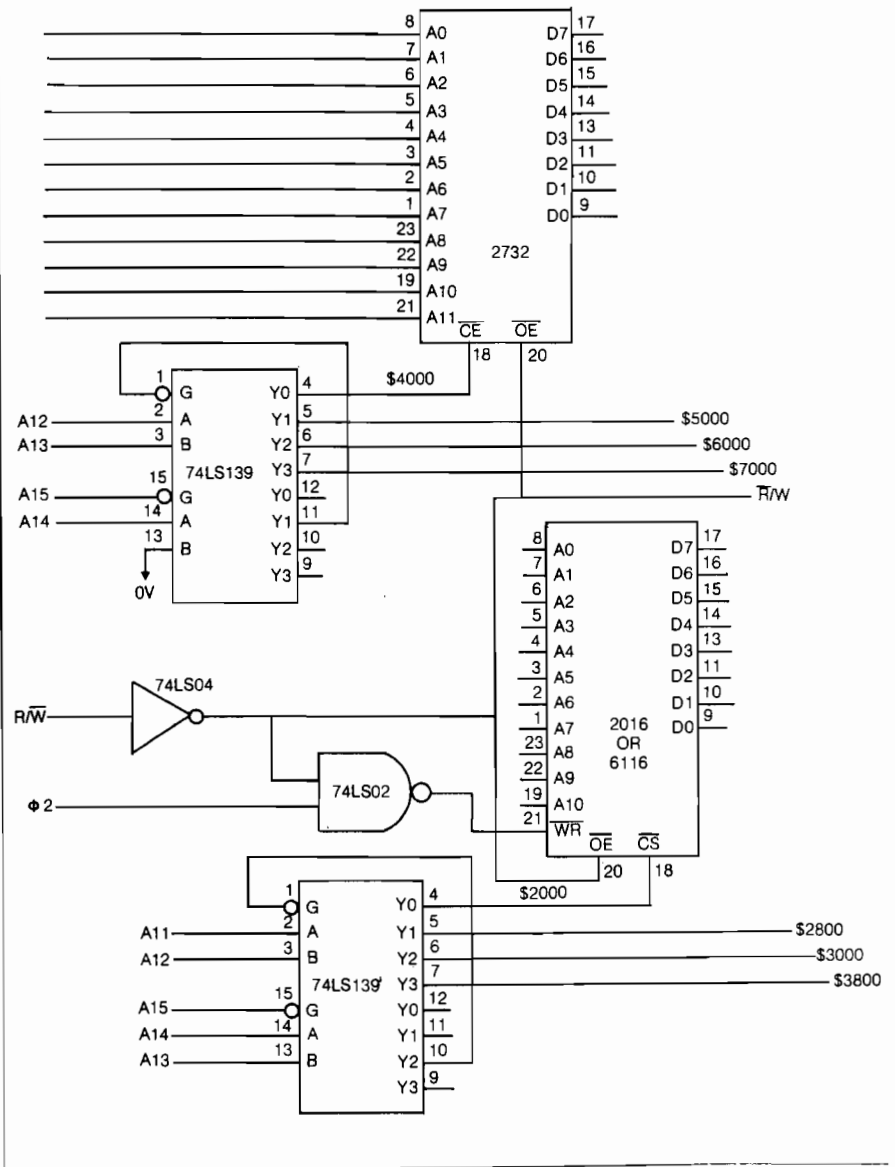 8 A0 D7 17
7 A1 D6 16
6 A2 D5 15
5 A3 D4 14
4 A4 D3 13
3 A5 D2 11
2 A6 D1 10
1 A7 D0 9
23 A8
22 A9 2732
19 A10
21 A11
CE OE
18 20
1 G Y0 4 $4000
A12 2 A Y1 5 $5000
A13 3 B Y2 6 $6000
74LS139 Y3 7 $7000
A15 15 G Y0 12 R/W
A14 14 A Y1 11
13 B Y2 10
0V Y3 9
8 A0 D7 17
7 A1 D6 16
6 A2 D5 15
5 A3 D4 14
4 A4 D3 13
3 A5 D2 11
2 A6 D1 10
1 A7 D0 9
23 A8 2016
22 A9 OR
19 A10 6116
21 WR
OE CS
20 18
74LS04
R/W
74LS02
Φ2
1 G Y0 4 $2000
A11 2 A Y1 5 $2800
A12 3 B Y2 6 $3000
74LS139 Y3 7 $3800
A15 15 G Y0 12
A14 14 A Y1 11
A13 13 B Y2 10
Y3 9